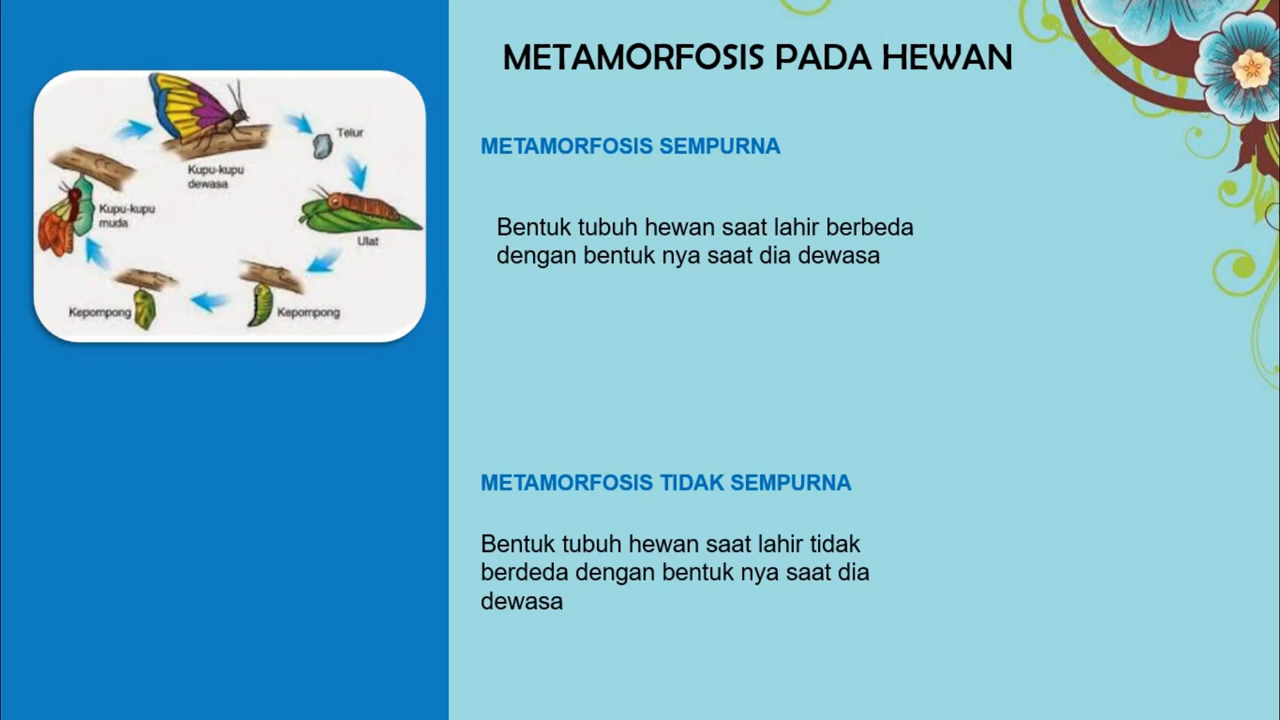 METAMORFOSIS PADA HEWAN
Telur
Kupu-kupu
dewasa
Kupu-kupu
muda
Ulat
Kepompong
Kepompong
METAMORFOSIS SEMPURNA
Bentuk tubuh hewan saat lahir berbeda
dengan bentuk nya saat dia dewasa
METAMORFOSIS TIDAK SEMPURNA
Bentuk tubuh hewan saat lahir tidak
berdeda dengan bentuk nya saat dia
dewasa